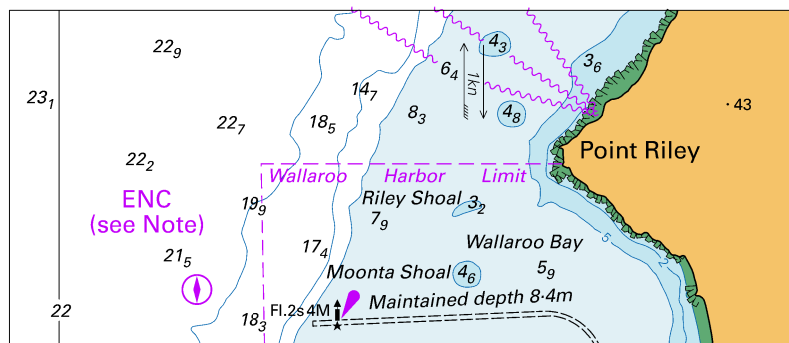 22₉
4₃
3₆
6₄
1kn
23₁
14₇
8₃
4₈
43
22₇
18₅
22₂
Point Riley
Wallaroo Harbor Limit
ENC
(see Note)
19₉
Riley Shoal 3₂
7₉
21₅
17₄
Wallaroo Bay
5
2
Moonta Shoal 4₆
5₉
22
18₃
Fl.2s 4M
Maintained depth 8·4m